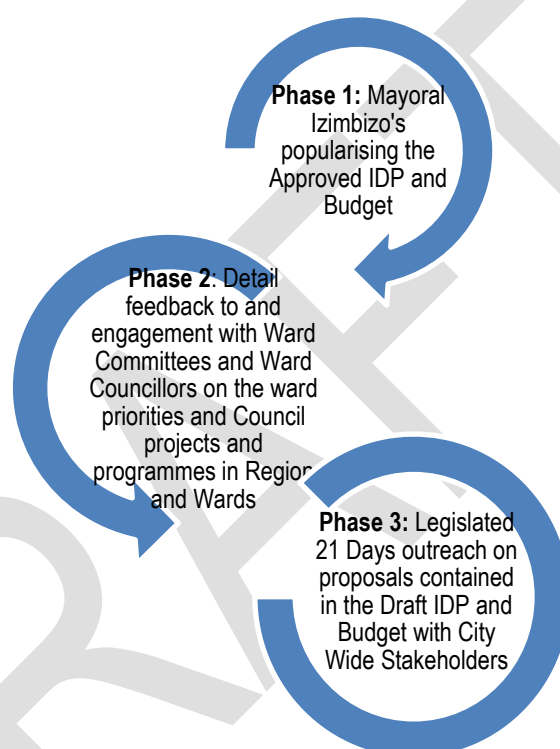 Phase 1: Mayoral
Izimbizo's
popularising the
Approved IDP and
Budget
Phase 2: Detail
feedback to and
engagement with Ward
Committees and Ward
Councillors on the ward
priorities and Council
projects and
programmes in Region
and Wards
Phase 3: Legislated
21 Days outreach on
proposals contained
in the Draft IDP and
Budget with City
Wide Stakeholders